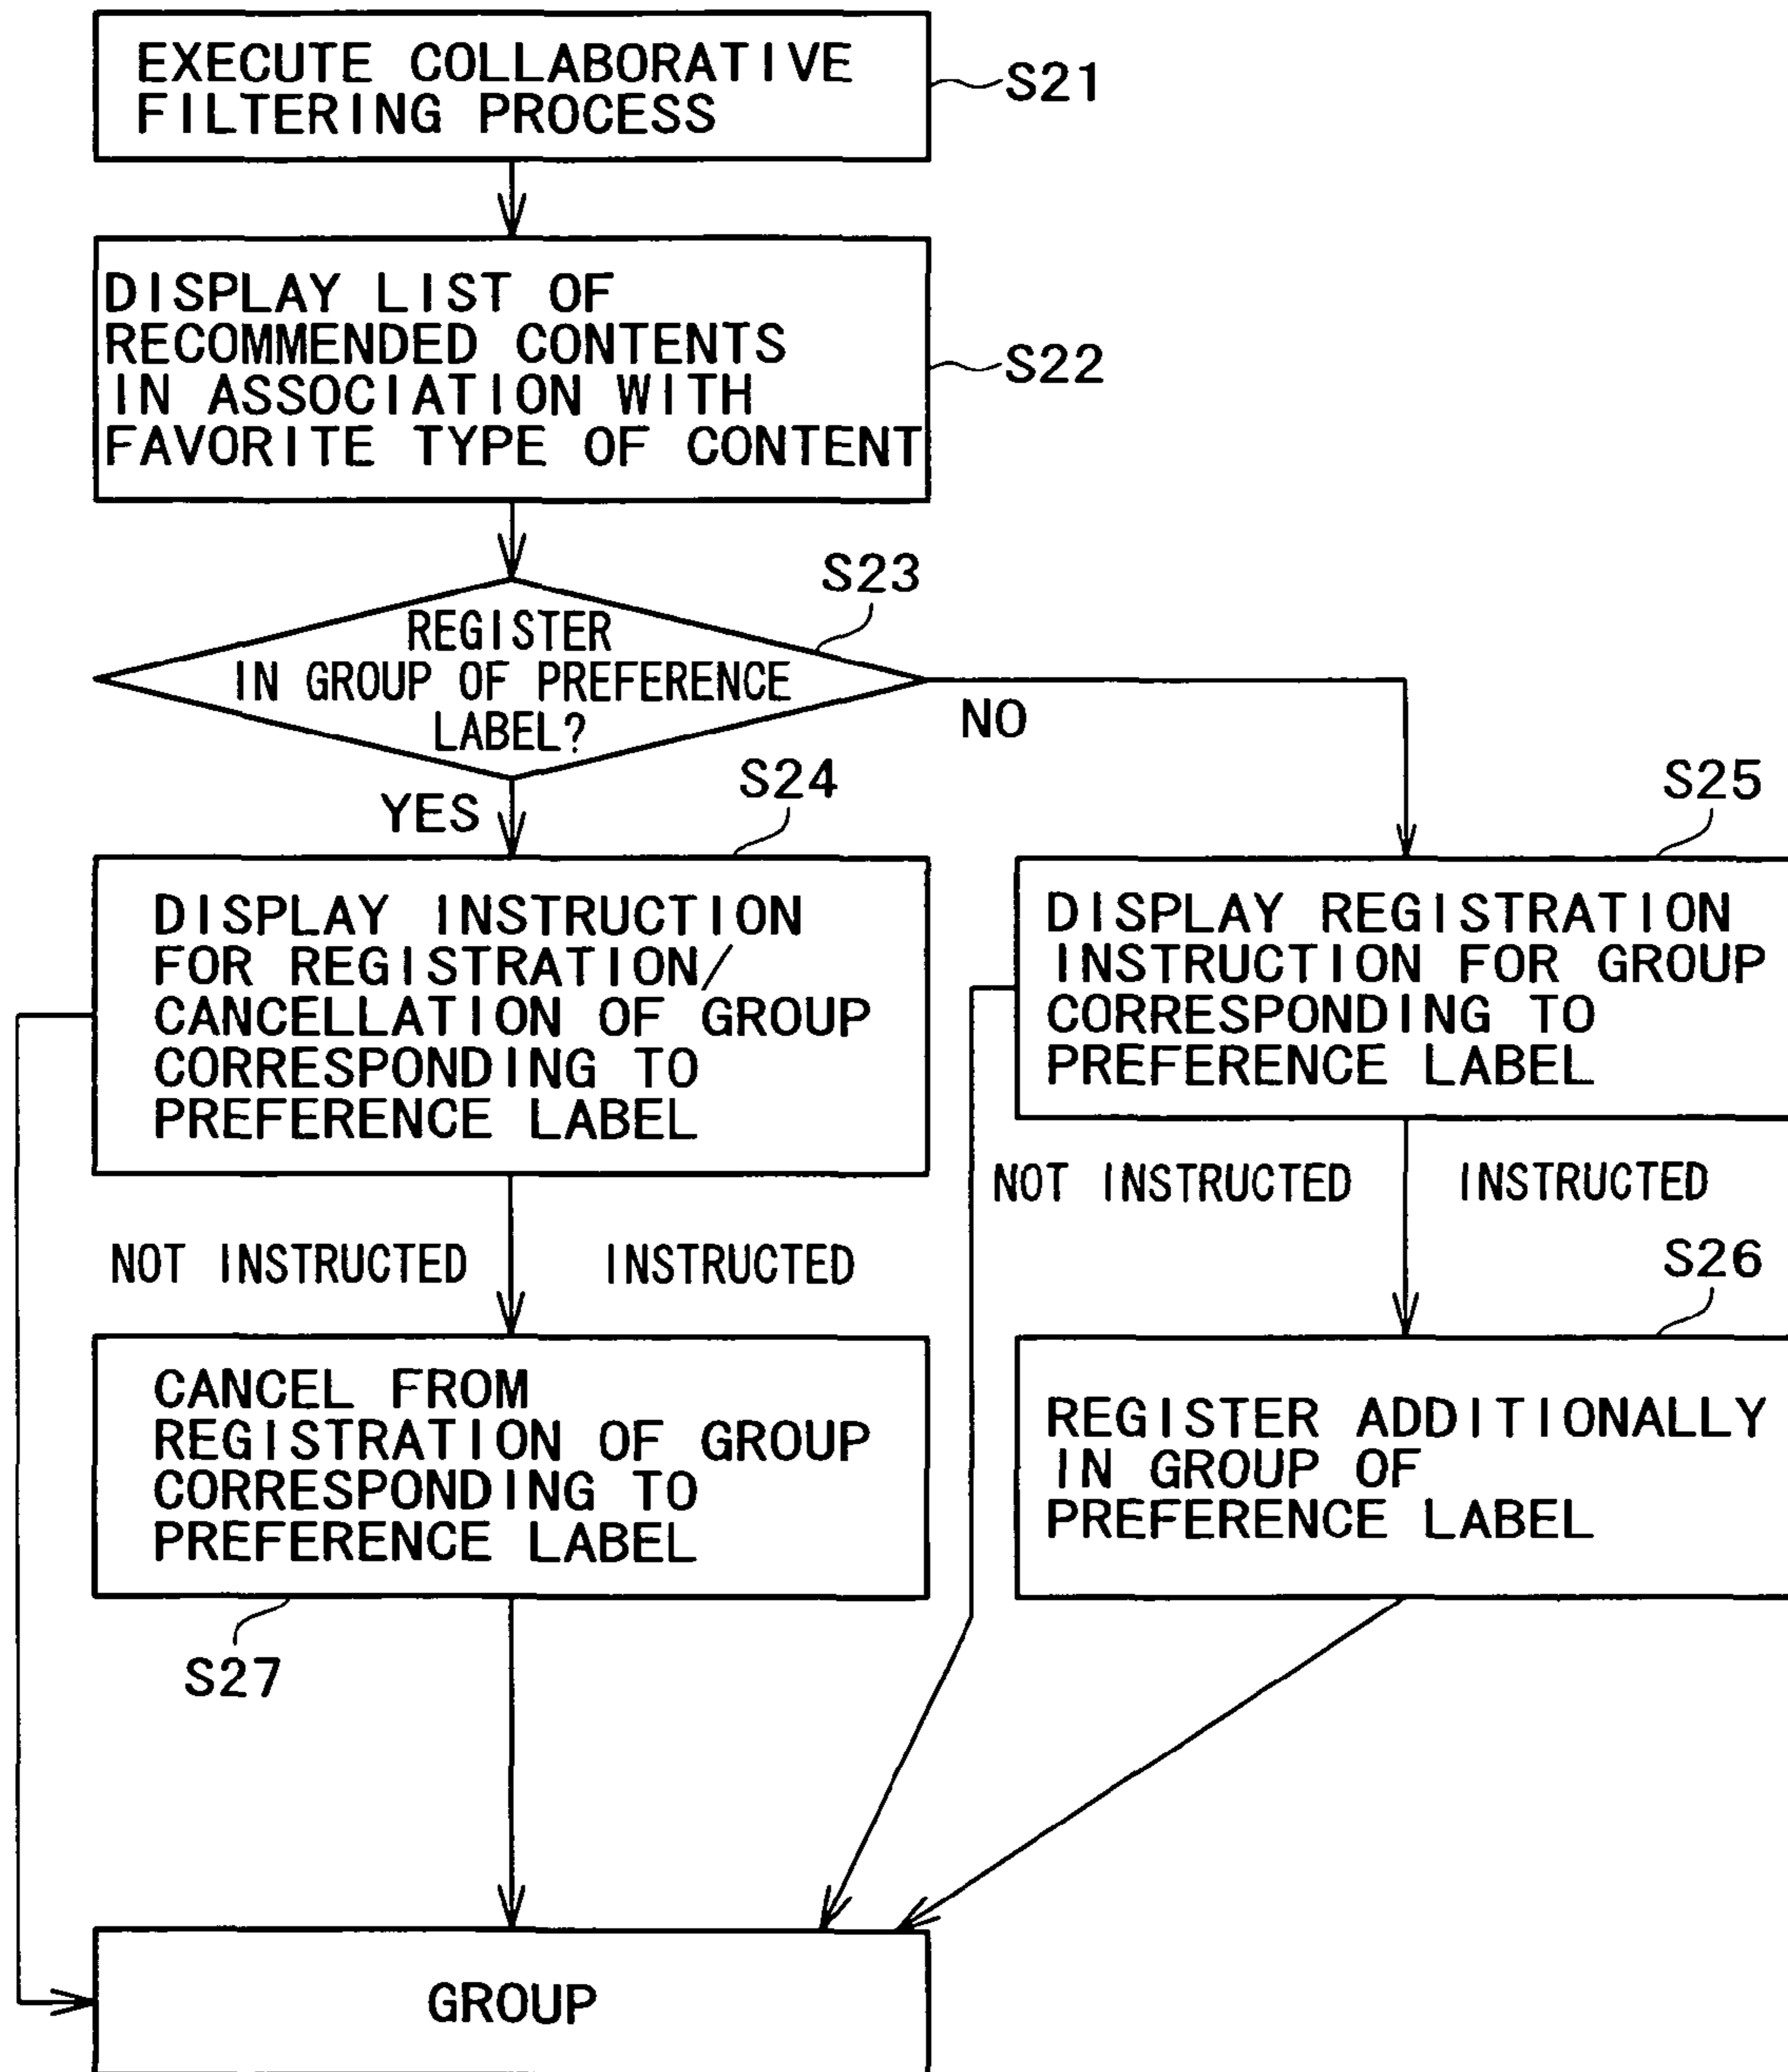 EXECUTE COLLABORATIVE
FILTERING PROCESS
S21
DISPLAY LIST OF
RECOMMENDED CONTENTS
IN ASSOCIATION WITH
FAVORITE TYPE OF CONTENT
S22
S23
REGISTER
IN GROUP OF PREFERENCE
LABEL?
NO
YES
S24
DISPLAY INSTRUCTION
FOR REGISTRATION/
CANCELLATION OF GROUP
CORRESPONDING TO
PREFERENCE LABEL
S25
DISPLAY REGISTRATION
INSTRUCTION FOR GROUP
CORRESPONDING TO
PREFERENCE LABEL
NOT INSTRUCTED
INSTRUCTED
NOT INSTRUCTED
INSTRUCTED
S26
CANCEL FROM
REGISTRATION OF GROUP
CORRESPONDING TO
PREFERENCE LABEL
S27
REGISTER ADDITIONALLY
IN GROUP OF
PREFERENCE LABEL
GROUP